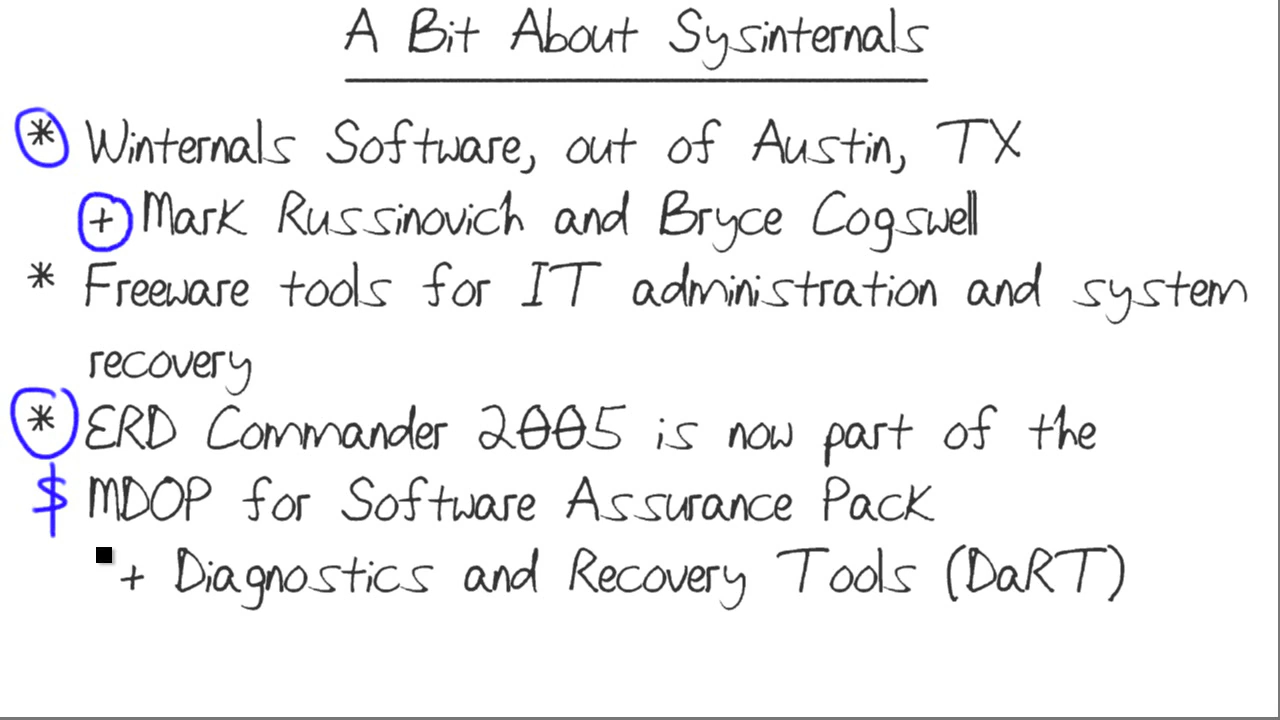 A Bit About Sysinternals
* Winternals Software, out of Austin, TX
+ Mark Russinovich and Bryce Cogswell
* Freeware tools for IT administration and system
recovery
* ERD Commander 2005 is now part of the
$ MDOP for Software Assurance Pack
+ Diagnostics and Recovery Tools (DaRT)